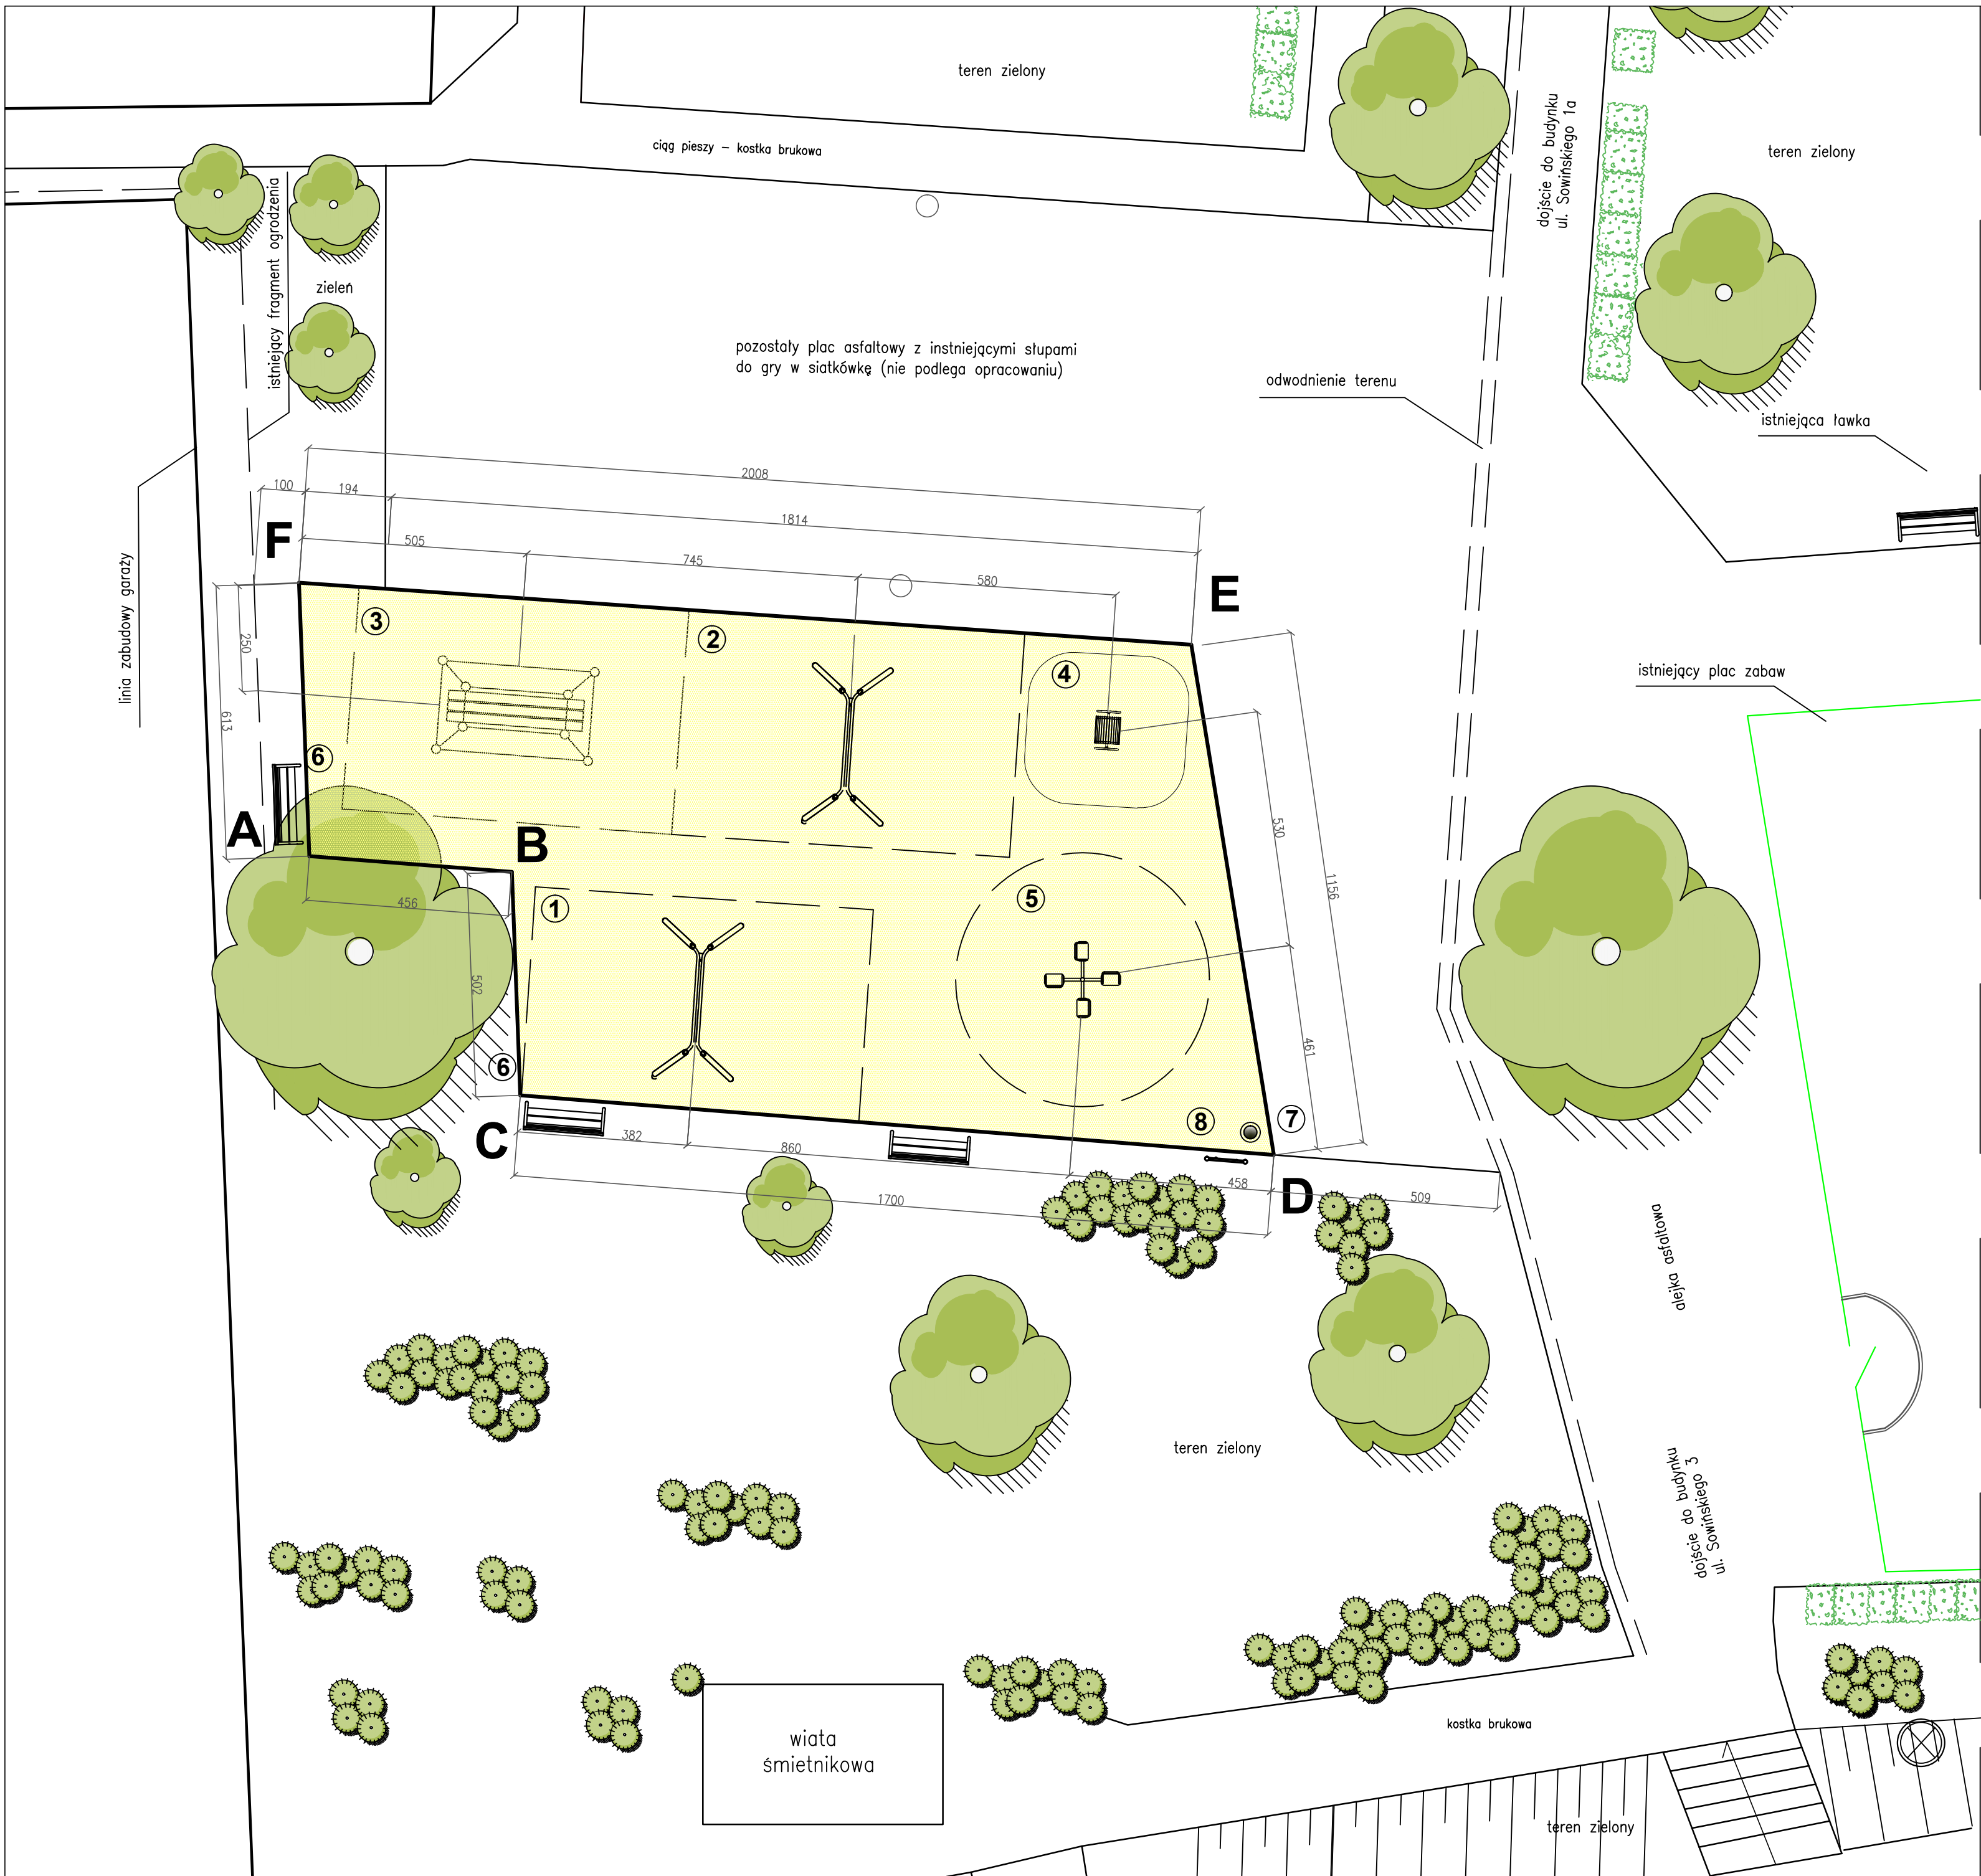 teren zielony
ciąg pieszy – kostka brukowa
dojście do budynku
ul. Sowińskiego 1a
teren zielony
istniejący fragment ogrodzenia
zieleń
pozostały plac asfaltowy z instniejącymi słupami
do gry w siatkówkę (nie podlega opracowaniu)
odwodnienie terenu
istniejąca ławka
linia zabudowy garaży
2008
100
194
1814
505
745
580
F
E
250
613
3
2
4
6
A
B
456
1
5
502
530
1156
461
istniejący plac zabaw
6
8
7
C
382
860
1700
458
D
509
alejka asfaltowa
teren zielony
dojście do budynku
ul. Sowińskiego 3
wiata
śmietnikowa
kostka brukowa
teren zielony